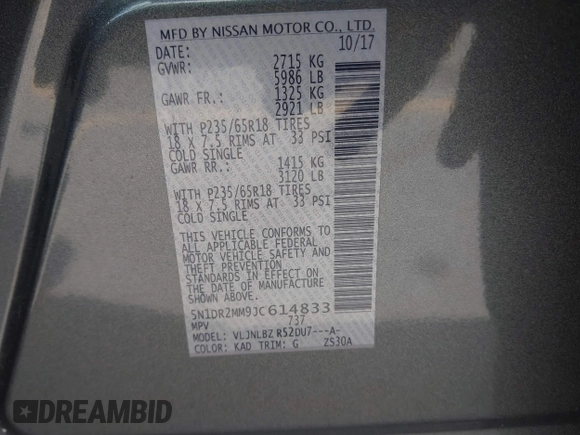 MFD BY NISSAN MOTOR CO., LTD.
DATE: 10/17
GVWR: 2715 KG
5986 LB
GAWR FR.: 1325 KG
2921 LB
WITH P235/65R18 TIRES
18 X 7.5 RIMS AT 33 PSI
COLD SINGLE
GAWR RR.: 1415 KG
3120 LB
WITH P235/65R18 TIRES
18 X 7.5 RIMS AT 33 PSI
COLD SINGLE
THIS VEHICLE CONFORMS TO
ALL APPLICABLE FEDERAL
MOTOR VEHICLE SAFETY AND
THEFT PREVENTION
STANDARDS IN EFFECT ON
THE DATE OF MANUFACTURE
SHOWN ABOVE.
5N1DR2MM9JC614833
MPV 737
MODEL: VLJNLBZ R52DU7---A-
COLOR: KAD TRIM: G ZS30A
DREAMBID